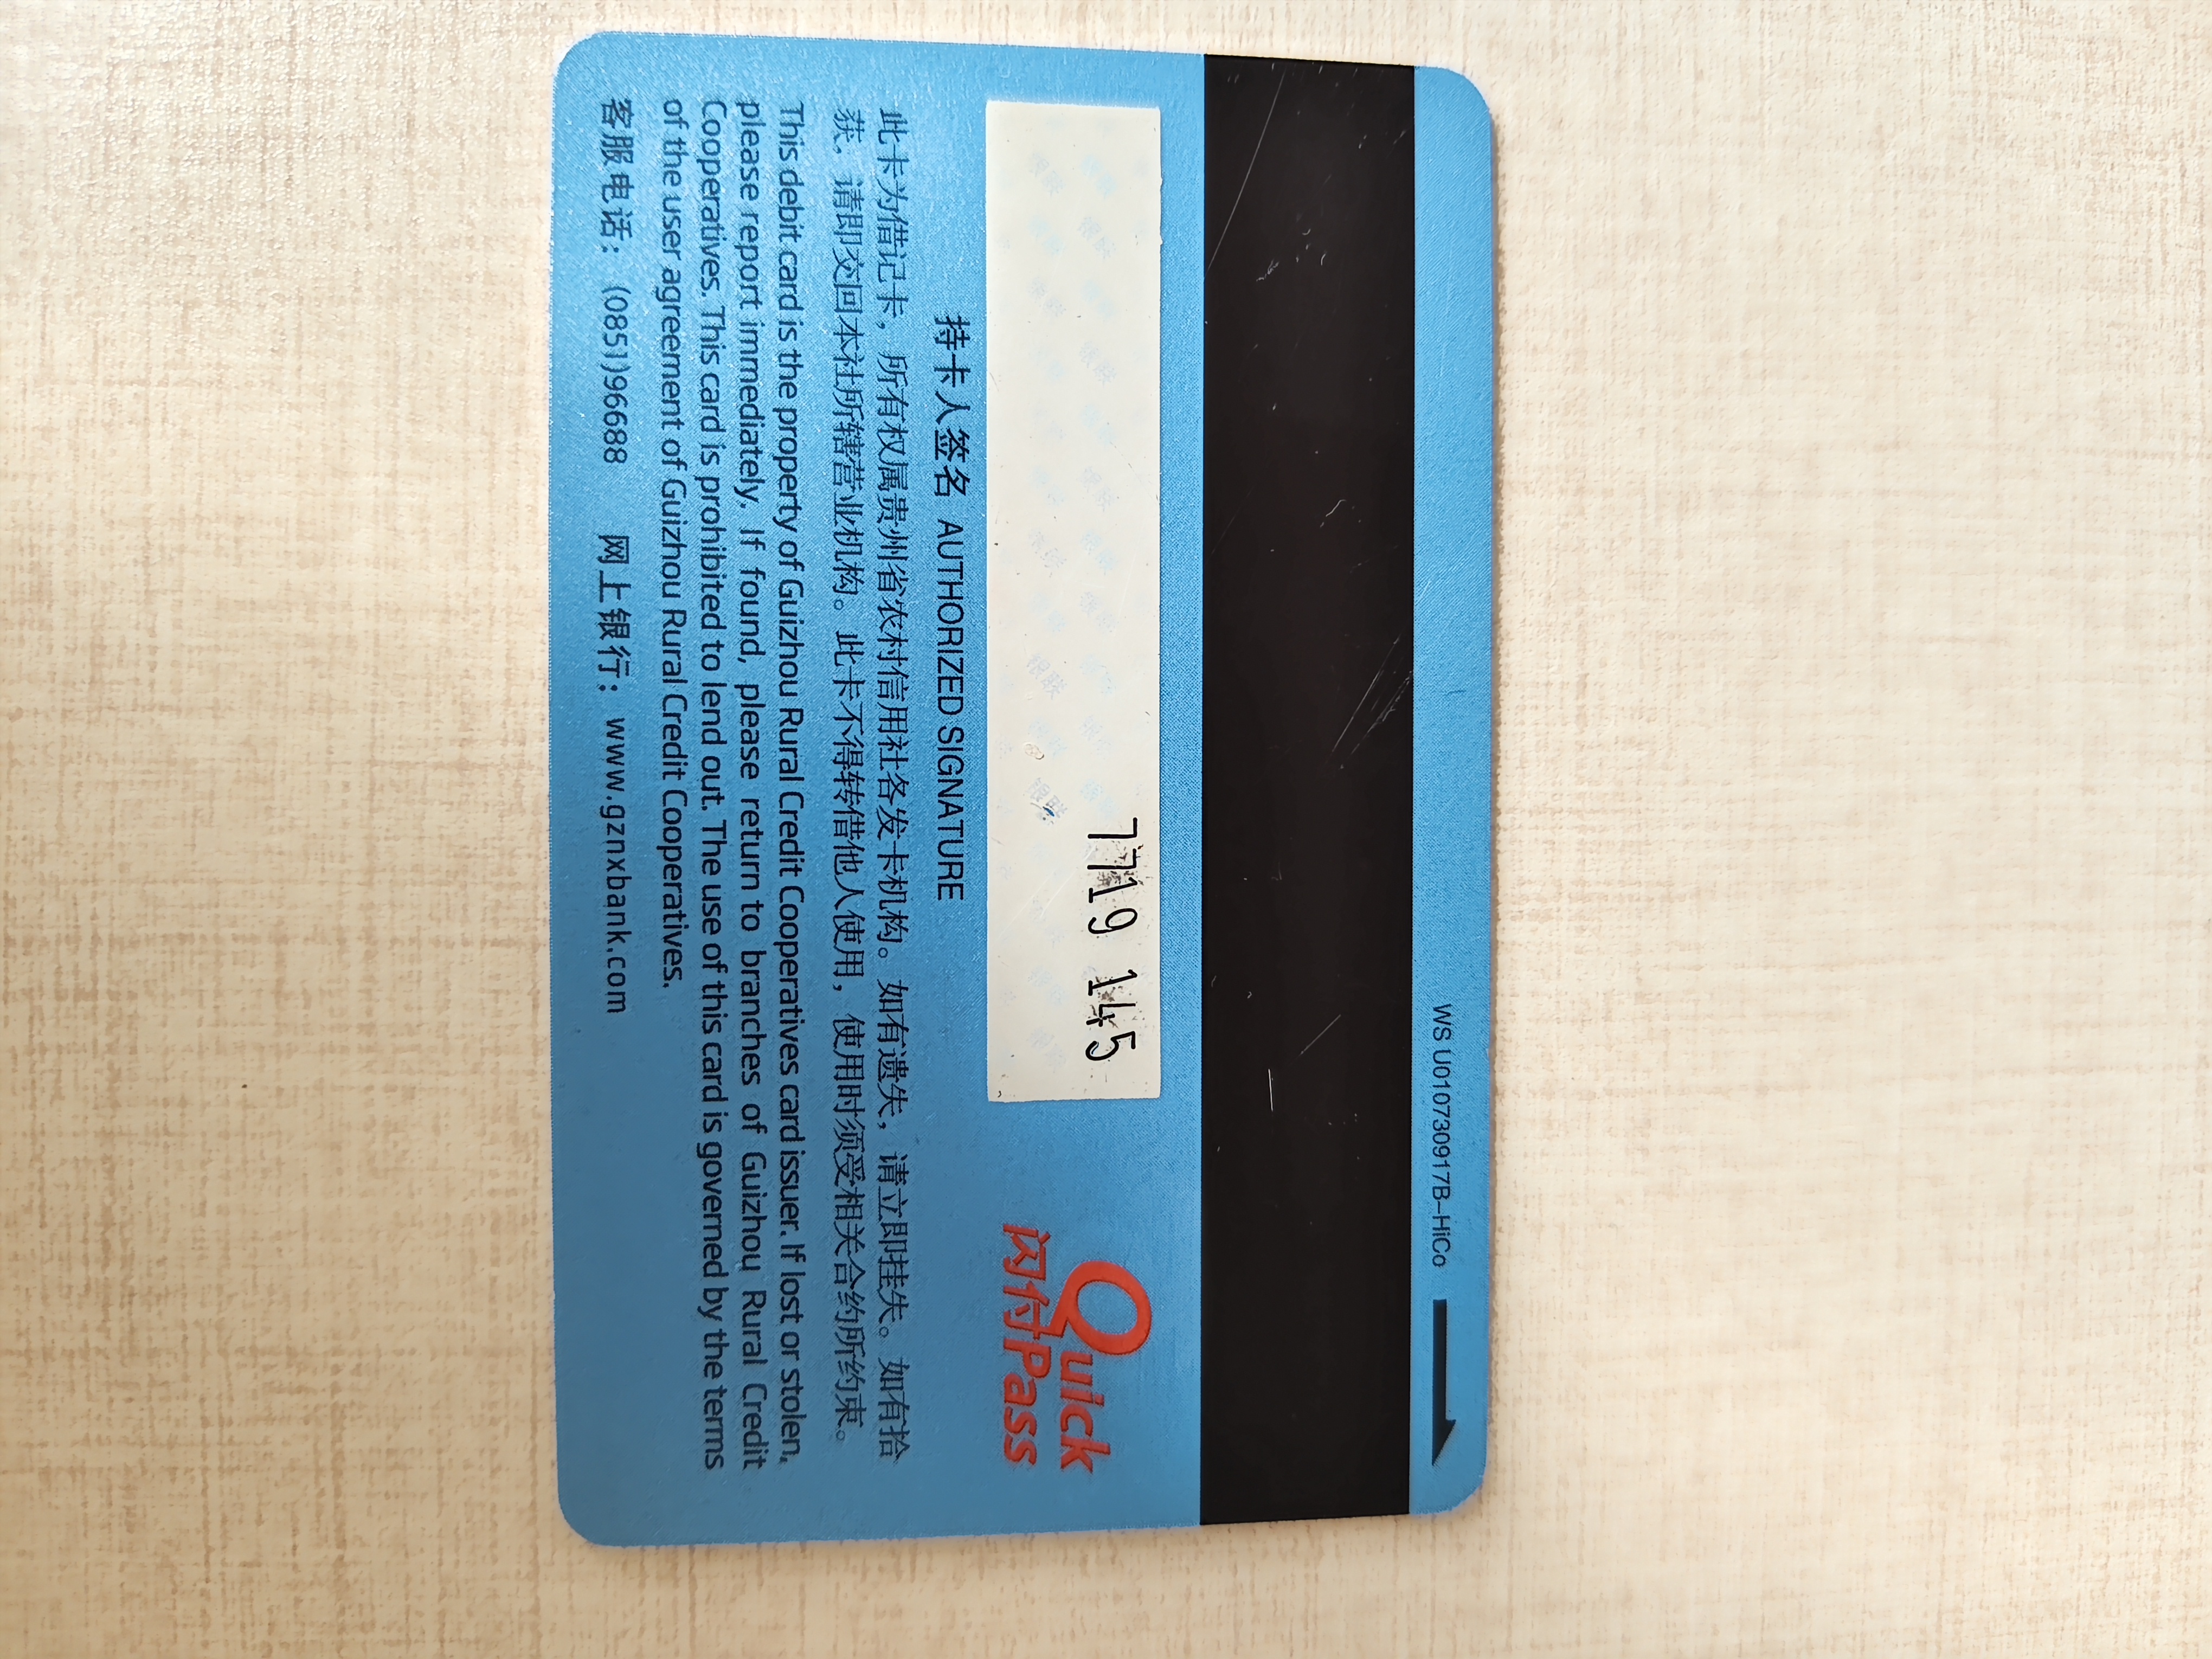 WS U010730917B–HiCo
7719 145
Quick
闪付Pass
持卡人签名 AUTHORIZED SIGNATURE
此卡为借记卡，所有权属贵州省农村信用社各发卡机构。如有遗失，请立即挂失。如有拾
获，请即交回本社所辖营业机构。此卡不得转借他人使用，使用时须受相关合约所约束。
This debit card is the property of Guizhou Rural Credit Cooperatives card issuer. If lost or stolen,
please report immediately. If found, please return to branches of Guizhou Rural Credit
Cooperatives. This card is prohibited to lend out. The use of this card is governed by the terms
of the user agreement of Guizhou Rural Credit Cooperatives.
客服电话：(0851)96688 网上银行：www.gznxbank.com